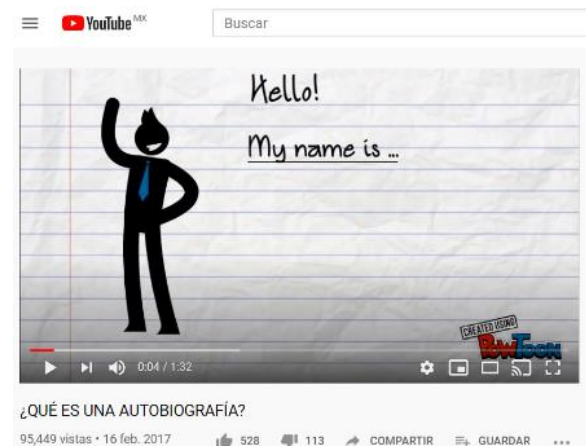 YouTube MX
Buscar
Hello!
My name is ...
CREATED USING
POWTOON
0:04 / 1:32
¿QUÉ ES UNA AUTOBIOGRAFÍA?
95,449 vistas • 16 feb. 2017 528 113 COMPARTIR GUARDAR ...